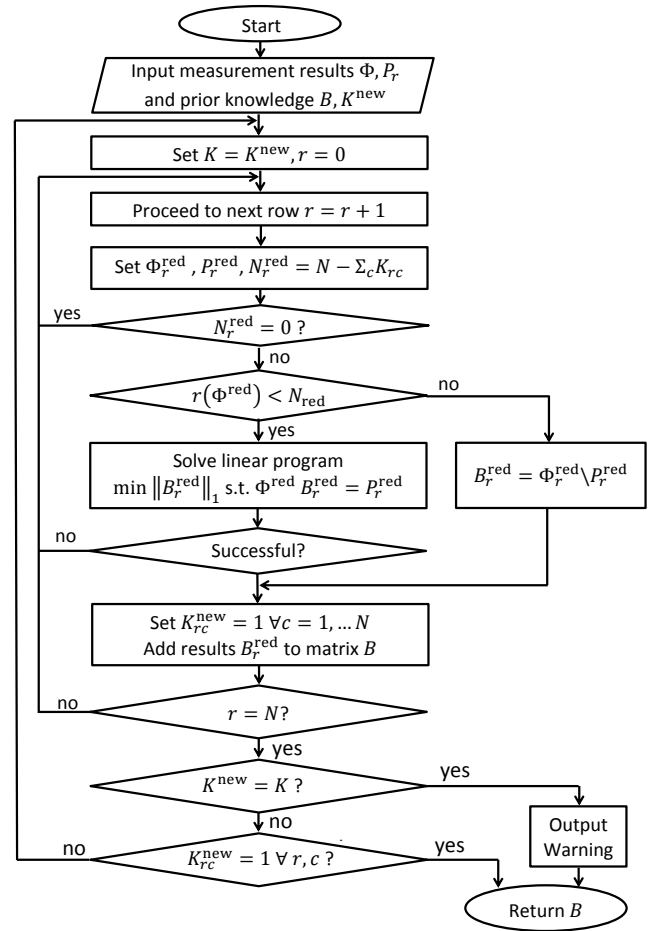 Start
Input measurement results Φ, P_r
and prior knowledge B, K^new
Set K = K^new, r = 0
Proceed to next row r = r + 1
Set Φ_r^red , P_r^red, N_r^red = N − Σ_c K_rc
yes
N_r^red = 0 ?
no
r(Φ^red) < N_red
no
yes
Solve linear program
min ‖B_r^red‖_1 s.t. Φ^red B_r^red = P_r^red
B_r^red = Φ_r^red\P_r^red
no
Successful?
Set K_rc^new = 1 ∀c = 1, … N
Add results B_r^red to matrix B
no
r = N?
yes
K^new = K ?
yes
no
Output
Warning
no
K_rc^new = 1 ∀ r, c ?
yes
Return B